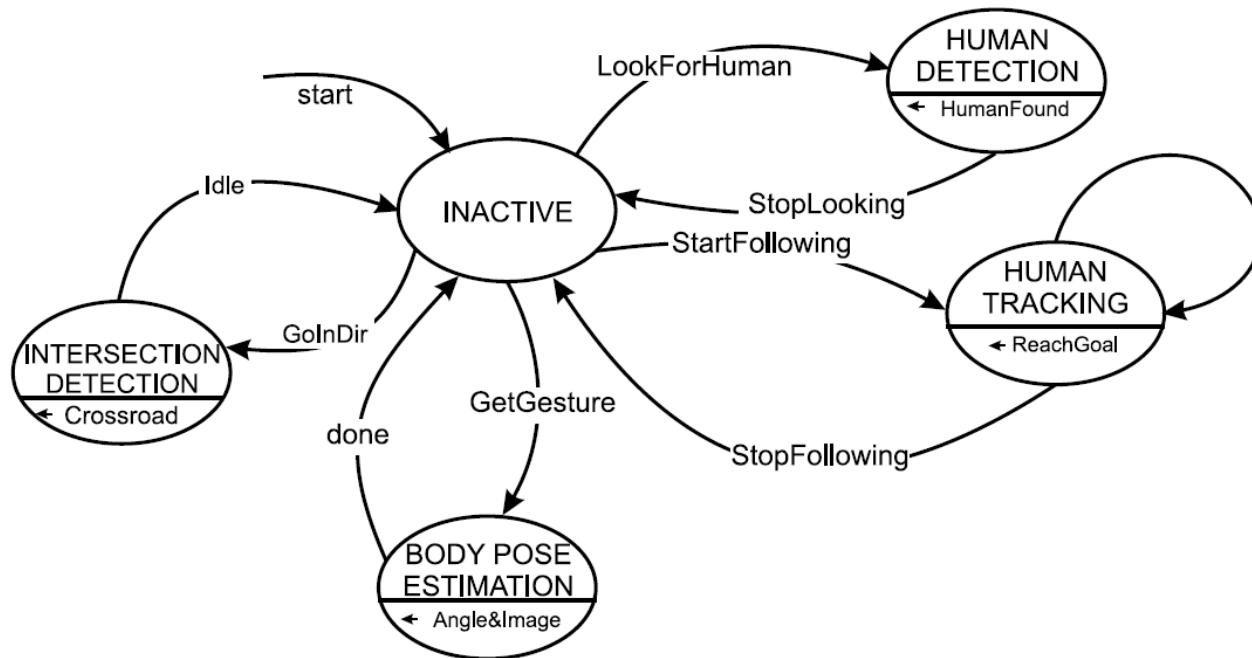 HUMAN
DETECTION
HumanFound
LookForHuman
start
Idle
INACTIVE
StopLooking
StartFollowing
HUMAN
TRACKING
ReachGoal
GoInDir
INTERSECTION
DETECTION
Crossroad
GetGesture
done
StopFollowing
BODY POSE
ESTIMATION
Angle&Image